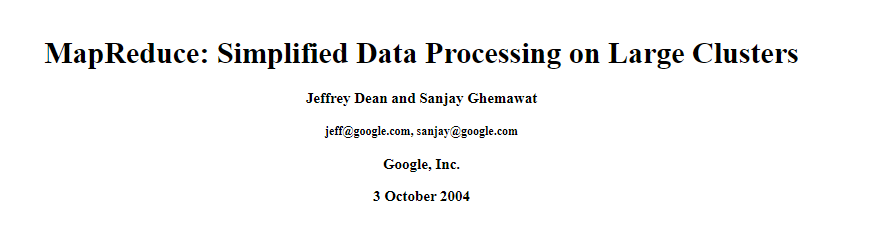 MapReduce: Simplified Data Processing on Large Clusters
Jeffrey Dean and Sanjay Ghemawat
jeff@google.com, sanjay@google.com
Google, Inc.
3 October 2004